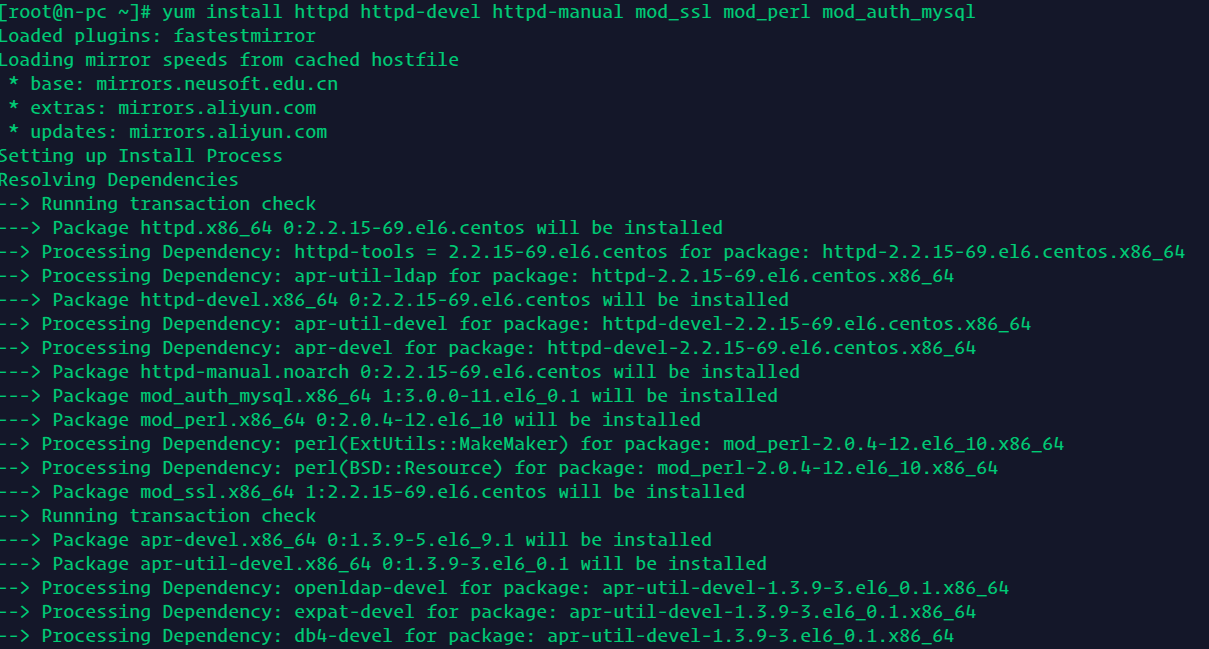 [root@n-pc ~]# yum install httpd httpd-devel httpd-manual mod_ssl mod_perl mod_auth_mysql
Loaded plugins: fastestmirror
Loading mirror speeds from cached hostfile
 * base: mirrors.neusoft.edu.cn
 * extras: mirrors.aliyun.com
 * updates: mirrors.aliyun.com
Setting up Install Process
Resolving Dependencies
--> Running transaction check
---> Package httpd.x86_64 0:2.2.15-69.el6.centos will be installed
--> Processing Dependency: httpd-tools = 2.2.15-69.el6.centos for package: httpd-2.2.15-69.el6.centos.x86_64
--> Processing Dependency: apr-util-ldap for package: httpd-2.2.15-69.el6.centos.x86_64
---> Package httpd-devel.x86_64 0:2.2.15-69.el6.centos will be installed
--> Processing Dependency: apr-util-devel for package: httpd-devel-2.2.15-69.el6.centos.x86_64
--> Processing Dependency: apr-devel for package: httpd-devel-2.2.15-69.el6.centos.x86_64
---> Package httpd-manual.noarch 0:2.2.15-69.el6.centos will be installed
---> Package mod_auth_mysql.x86_64 1:3.0.0-11.el6_0.1 will be installed
---> Package mod_perl.x86_64 0:2.0.4-12.el6_10 will be installed
--> Processing Dependency: perl(ExtUtils::MakeMaker) for package: mod_perl-2.0.4-12.el6_10.x86_64
--> Processing Dependency: perl(BSD::Resource) for package: mod_perl-2.0.4-12.el6_10.x86_64
---> Package mod_ssl.x86_64 1:2.2.15-69.el6.centos will be installed
--> Running transaction check
---> Package apr-devel.x86_64 0:1.3.9-5.el6_9.1 will be installed
---> Package apr-util-devel.x86_64 0:1.3.9-3.el6_0.1 will be installed
--> Processing Dependency: openldap-devel for package: apr-util-devel-1.3.9-3.el6_0.1.x86_64
--> Processing Dependency: expat-devel for package: apr-util-devel-1.3.9-3.el6_0.1.x86_64
--> Processing Dependency: db4-devel for package: apr-util-devel-1.3.9-3.el6_0.1.x86_64